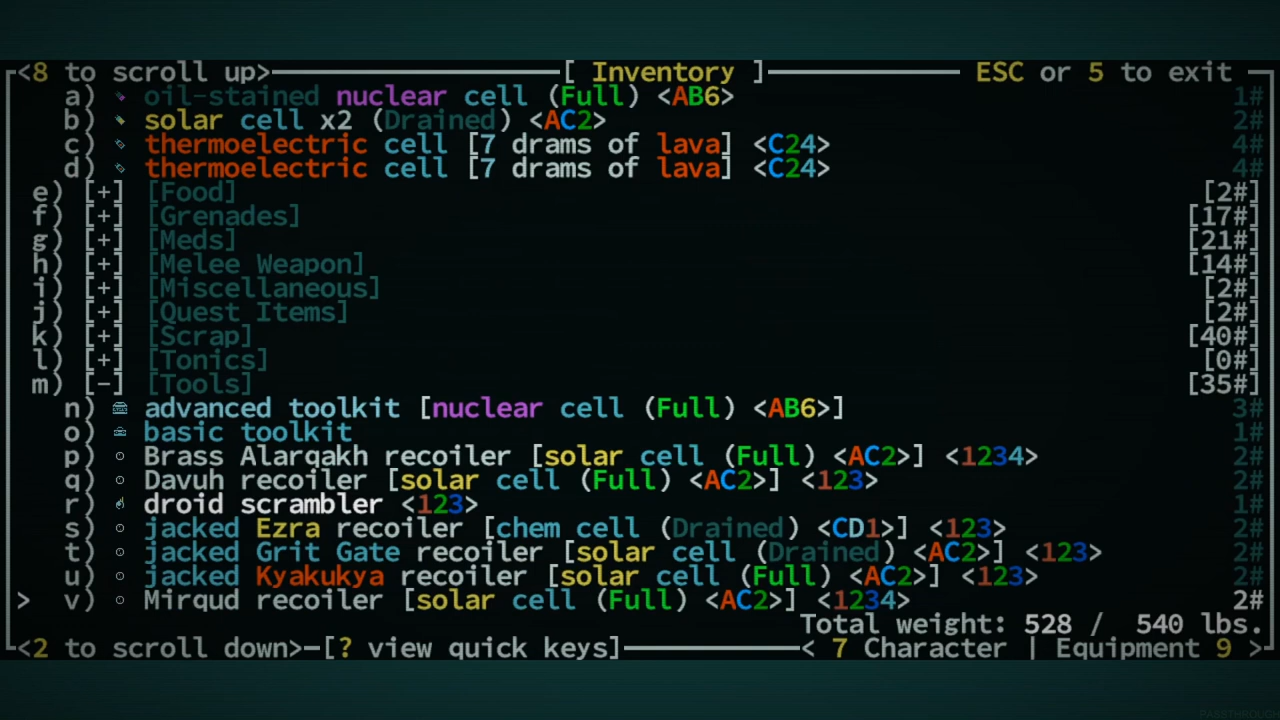 <8 to scroll up> [ Inventory ] ESC or 5 to exit
a) oil-stained nuclear cell (Full) <AB6> 1#
b) solar cell x2 (Drained) <AC2> 2#
c) thermoelectric cell [7 drams of lava] <C24> 4#
d) thermoelectric cell [7 drams of lava] <C24> 4#
e) [+] [Food] [2#]
f) [+] [Grenades] [17#]
g) [+] [Meds] [21#]
h) [+] [Melee Weapon] [14#]
i) [+] [Miscellaneous] [2#]
j) [+] [Quest Items] [2#]
k) [+] [Scrap] [40#]
l) [+] [Tonics] [0#]
m) [-] [Tools] [35#]
n) advanced toolkit [nuclear cell (Full) <AB6>] 3#
o) basic toolkit 1#
p) Brass Alarqakh recoiler [solar cell (Full) <AC2>] <1234> 2#
q) Davuh recoiler [solar cell (Full) <AC2>] <123> 2#
r) droid scrambler <123> 1#
s) jacked Ezra recoiler [chem cell (Drained) <CD1>] <123> 2#
t) jacked Grit Gate recoiler [solar cell (Drained) <AC2>] <123> 2#
u) jacked Kyakukya recoiler [solar cell (Full) <AC2>] <123> 2#
> v) Mirqud recoiler [solar cell (Full) <AC2>] <1234> 2#
Total weight: 528 / 540 lbs.
<2 to scroll down> [? view quick keys] < 7 Character | Equipment 9 >